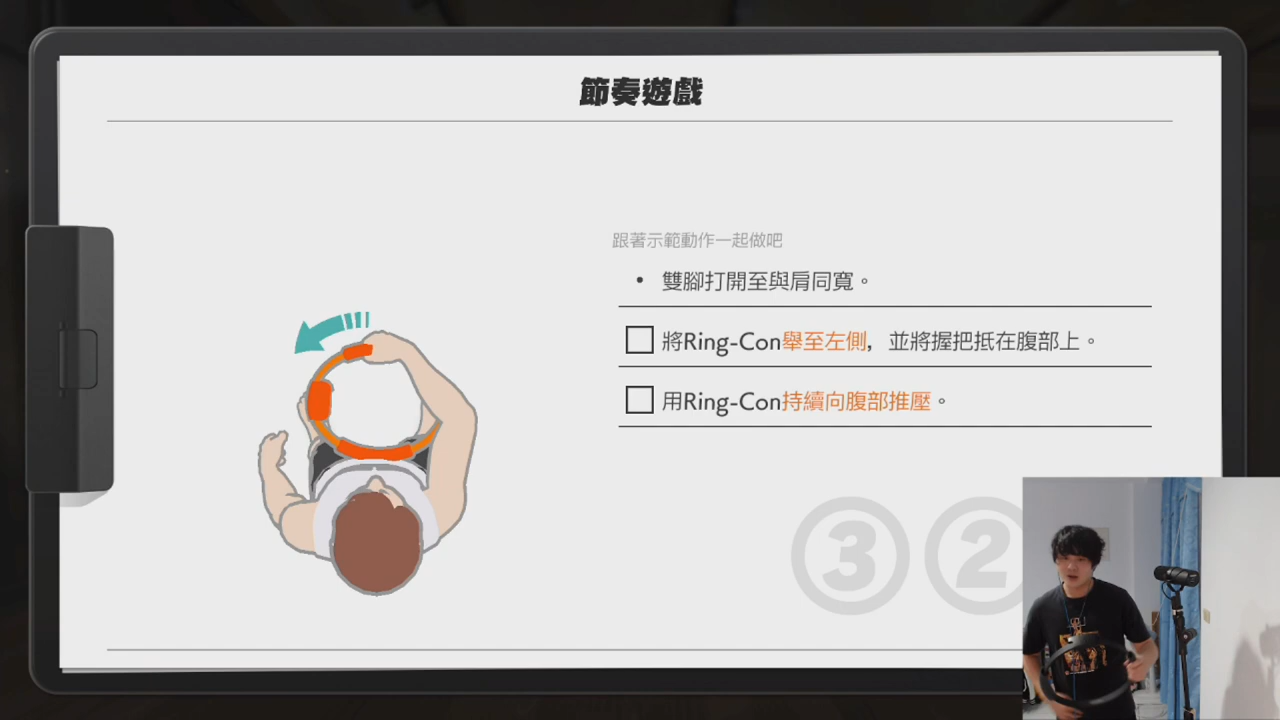 節奏遊戲
跟著示範動作一起做吧
• 雙腳打開至與肩同寬。
將Ring-Con舉至左側，並將握把抵在腹部上。
用Ring-Con持續向腹部推壓。
3 2